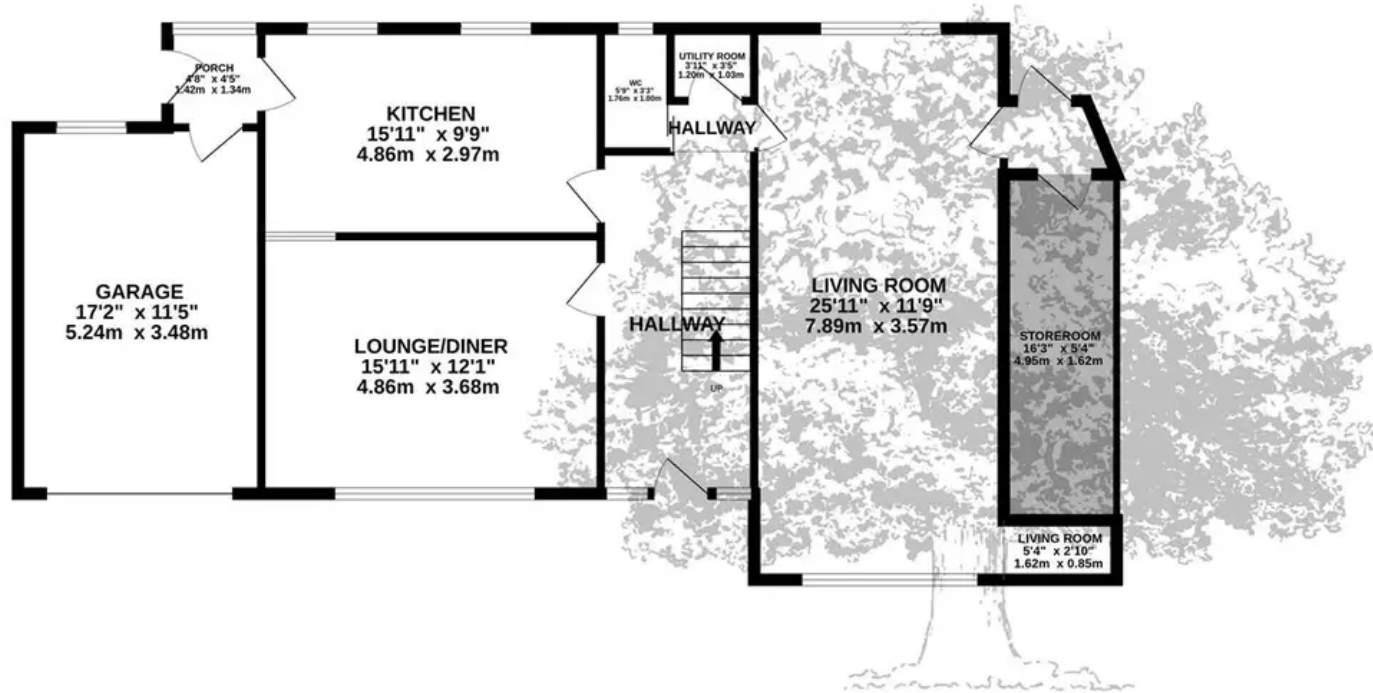 PORCH
4'8" x 4'5"
1.42m x 1.34m
KITCHEN
15'11" x 9'9"
4.86m x 2.97m
WC
5'9" x 3'3"
1.76m x 1.00m
UTILITY ROOM
3'11" x 3'5"
1.20m x 1.03m
HALLWAY
GARAGE
17'2" x 11'5"
5.24m x 3.48m
LOUNGE/DINER
15'11" x 12'1"
4.86m x 3.68m
HALLWAY
UP
LIVING ROOM
25'11" x 11'9"
7.89m x 3.57m
STOREROOM
16'3" x 5'4"
4.95m x 1.62m
LIVING ROOM
5'4" x 2'10"
1.62m x 0.85m